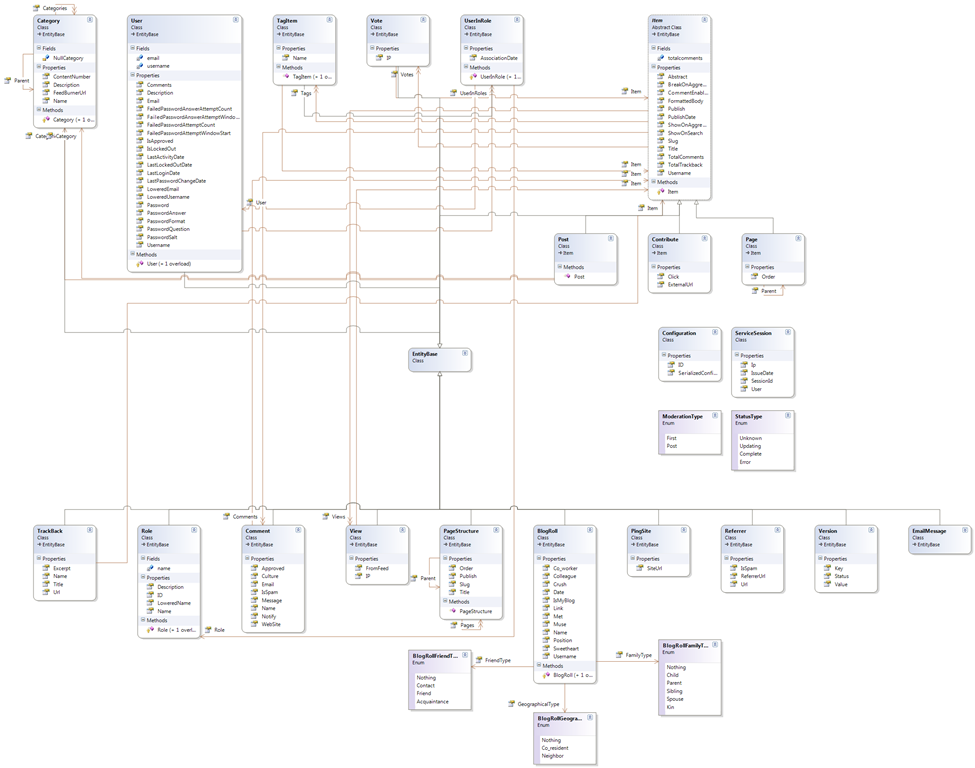 Categories
Category
Class
EntityBase
Fields
NullCategory
Properties
ContentNumber
Description
FeedBurnerUrl
Name
Methods
Category (+ 1 o...
Parent
User
Class
EntityBase
Fields
email
username
Properties
Comments
Description
Email
FailedPasswordAnswerAttemptCount
FailedPasswordAnswerAttemptWindo...
FailedPasswordAttemptCount
FailedPasswordAttemptWindowStart
IsApproved
IsLockedOut
LastActivityDate
LastLockedOutDate
LastLoginDate
LastPasswordChangeDate
LoweredEmail
LoweredUsername
Password
PasswordAnswer
PasswordFormat
PasswordQuestion
PasswordSalt
Username
Methods
User (+ 1 overload)
TagItem
Class
EntityBase
Properties
Name
Methods
TagItem (+ 1 o...
Tags
Vote
Class
EntityBase
Properties
IP
Votes
UserInRole
Class
EntityBase
Properties
AssociationDate
Methods
UserInRole (+ 1...
UserInRoles
User
Item
Abstract Class
EntityBase
Fields
totalcomments
Properties
Abstract
BreakOnAggre...
CommentEnabl...
FormattedBody
Publish
PublishDate
ShowOnAggre...
ShowOnSearch
Slug
Title
TotalComments
TotalTrackback
Username
Methods
Item
Item
Item
Item
Item
Item
Post
Class
Item
Methods
Post
Contribute
Class
Item
Properties
Click
ExternalUrl
Page
Class
Item
Properties
Order
Parent
EntityBase
Class
Configuration
Class
Properties
ID
SerializedConfi...
ServiceSession
Class
Properties
Ip
IssueDate
SessionId
User
ModerationType
Enum
First
Post
StatusType
Enum
Unknown
Updating
Complete
Error
TrackBack
Class
EntityBase
Properties
Excerpt
Name
Title
Url
Role
Class
EntityBase
Fields
name
Properties
Description
ID
LoweredName
Name
Methods
Role (+ 1 overl...
Role
Comments
Comment
Class
EntityBase
Properties
Approved
Culture
Email
IsSpam
Message
Name
Notify
WebSite
Views
View
Class
EntityBase
Properties
FromFeed
IP
Parent
PageStructure
Class
EntityBase
Properties
Order
Publish
Slug
Title
Methods
PageStructure
Pages
BlogRoll
Class
EntityBase
Properties
Co_worker
Colleague
Crush
Date
IsMyBlog
Link
Met
Muse
Name
Position
Sweetheart
Username
Methods
BlogRoll (+ 1 o...
PingSite
Class
EntityBase
Properties
SiteUrl
Referrer
Class
EntityBase
Properties
IsSpam
ReferrerUrl
Url
Version
Class
EntityBase
Properties
Key
Status
Value
EmailMessage
Class
EntityBase
BlogRollFriendT...
Enum
Nothing
Contact
Friend
Acquaintance
FriendType
GeographicalType
BlogRollGeogra...
Enum
Nothing
Co_resident
Neighbor
FamilyType
BlogRollFamilyT...
Enum
Nothing
Child
Parent
Sibling
Spouse
Kin